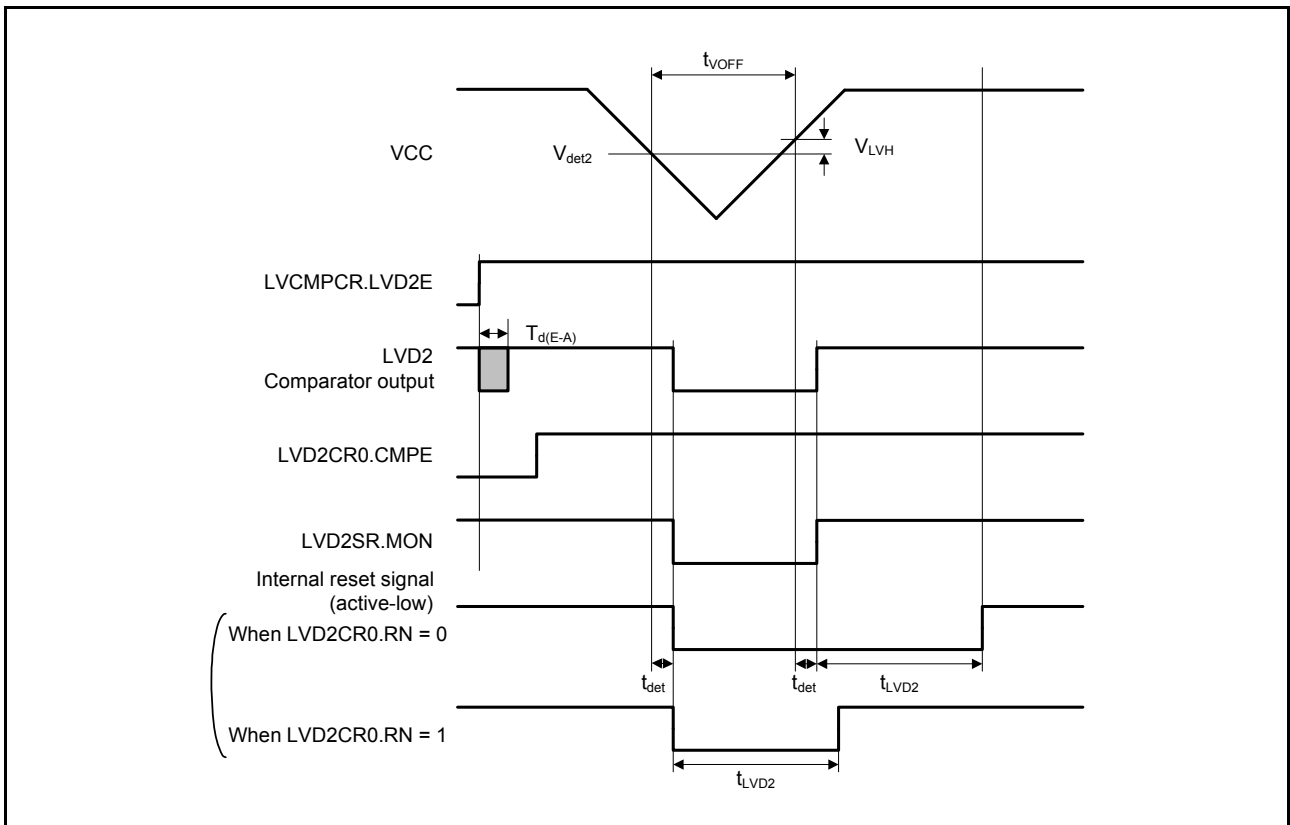 tVOFF
VCC
Vdet2
VLVH
LVCMPCR.LVD2E
Td(E-A)
LVD2
Comparator output
LVD2CR0.CMPE
LVD2SR.MON
Internal reset signal
(active-low)
When LVD2CR0.RN = 0
tdet
tdet
tLVD2
When LVD2CR0.RN = 1
tLVD2